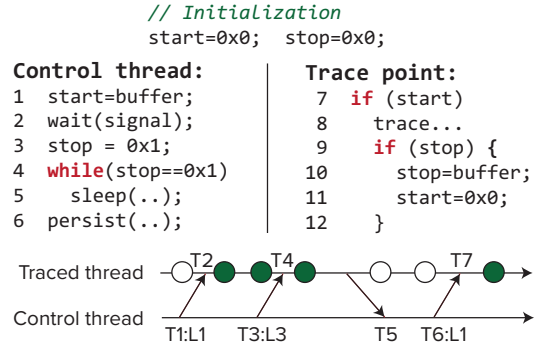 // Initialization
start=0x0;  stop=0x0;
Control thread:
1  start=buffer;
2  wait(signal);
3  stop = 0x1;
4  while(stop==0x1)
5    sleep(..);
6  persist(..);
Trace point:
7  if (start)
8    trace...
9    if (stop) {
10     stop=buffer;
11     start=0x0;
12   }
T2 T4 T7
Traced thread
Control thread
T1:L1 T3:L3 T5 T6:L1